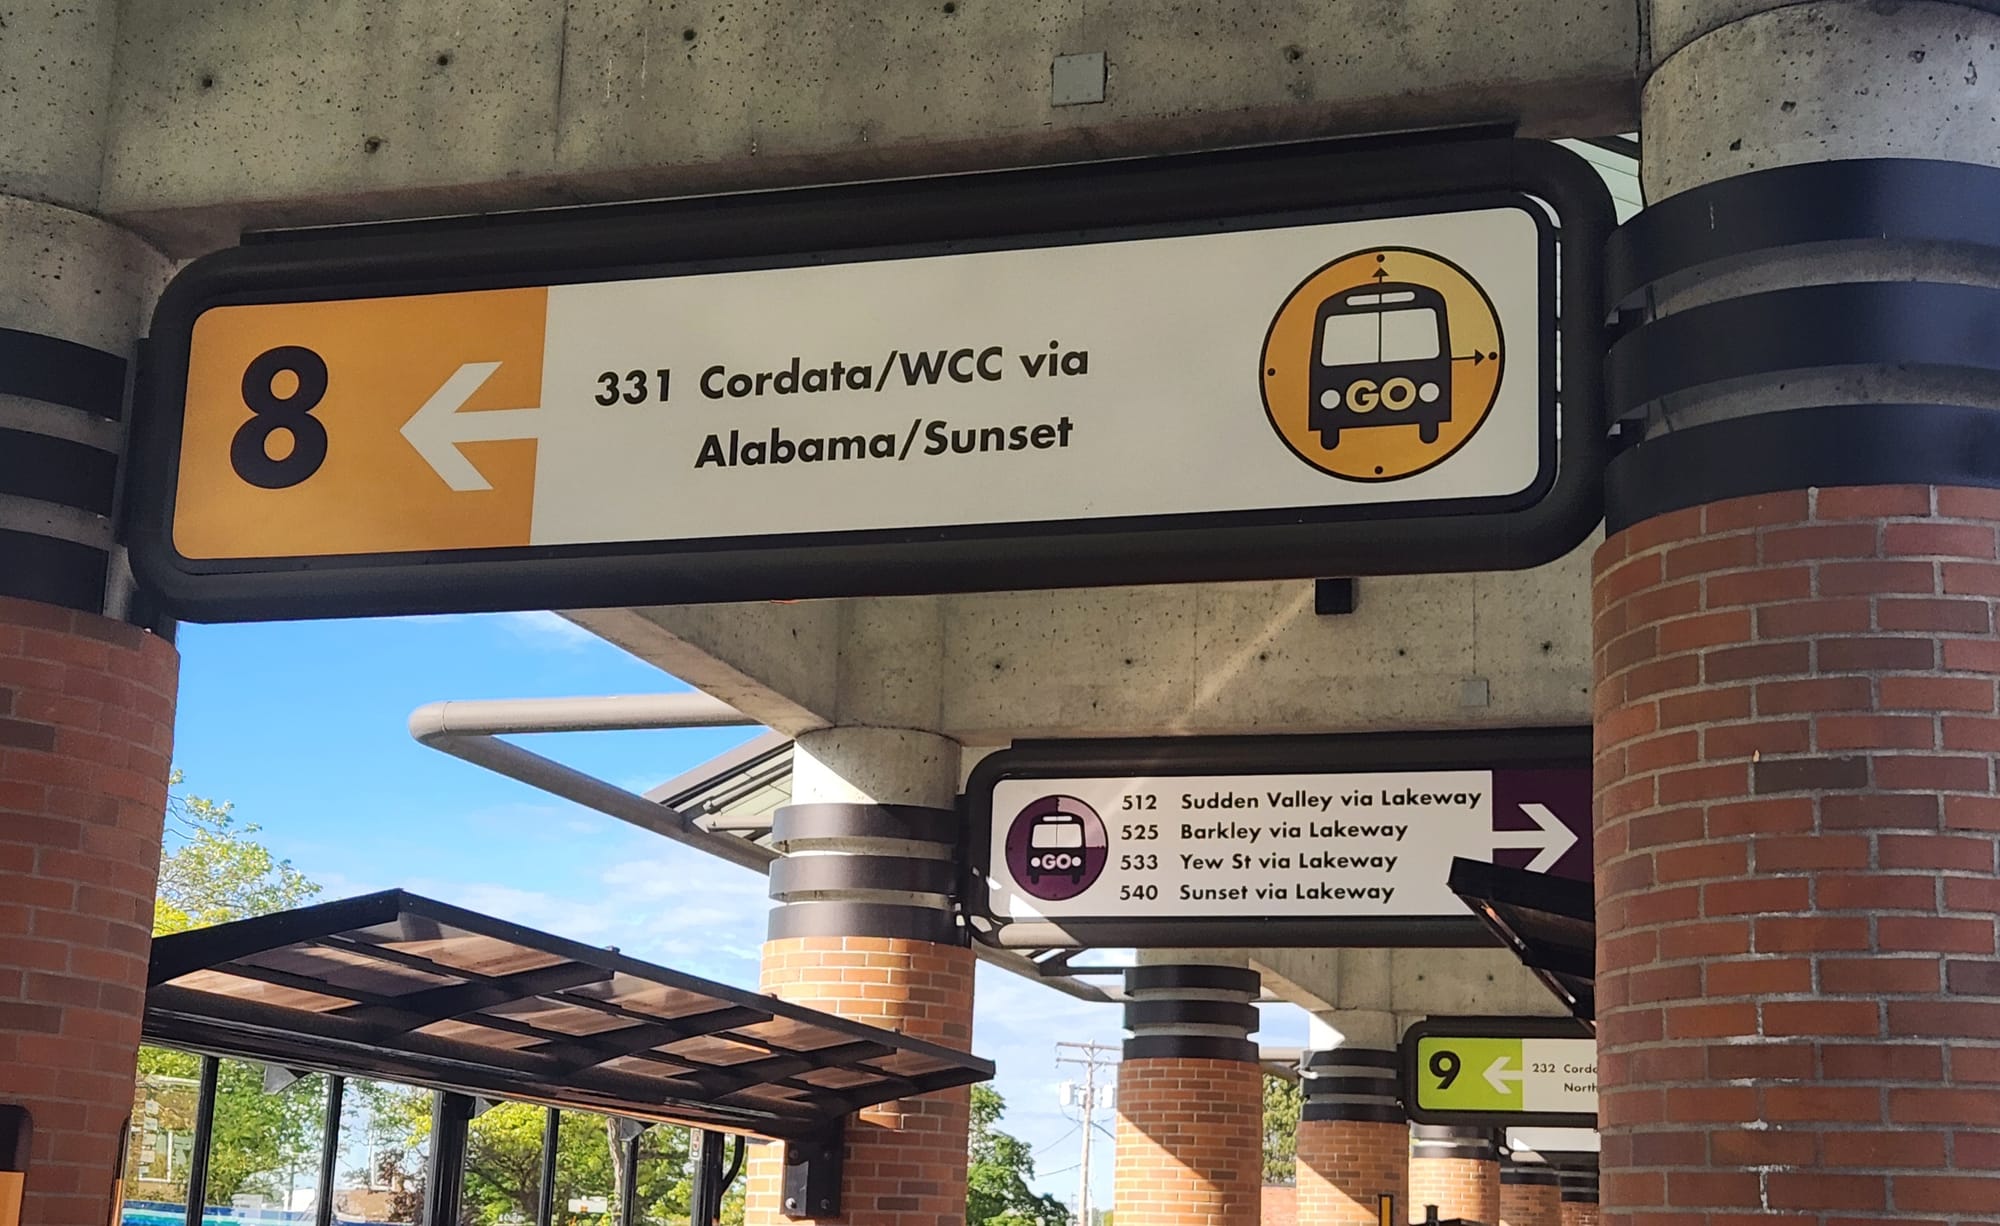 8
331 Cordata/WCC via
Alabama/Sunset
GO
GO
512 Sudden Valley via Lakeway
525 Barkley via Lakeway
533 Yew St via Lakeway
540 Sunset via Lakeway
9
232
North